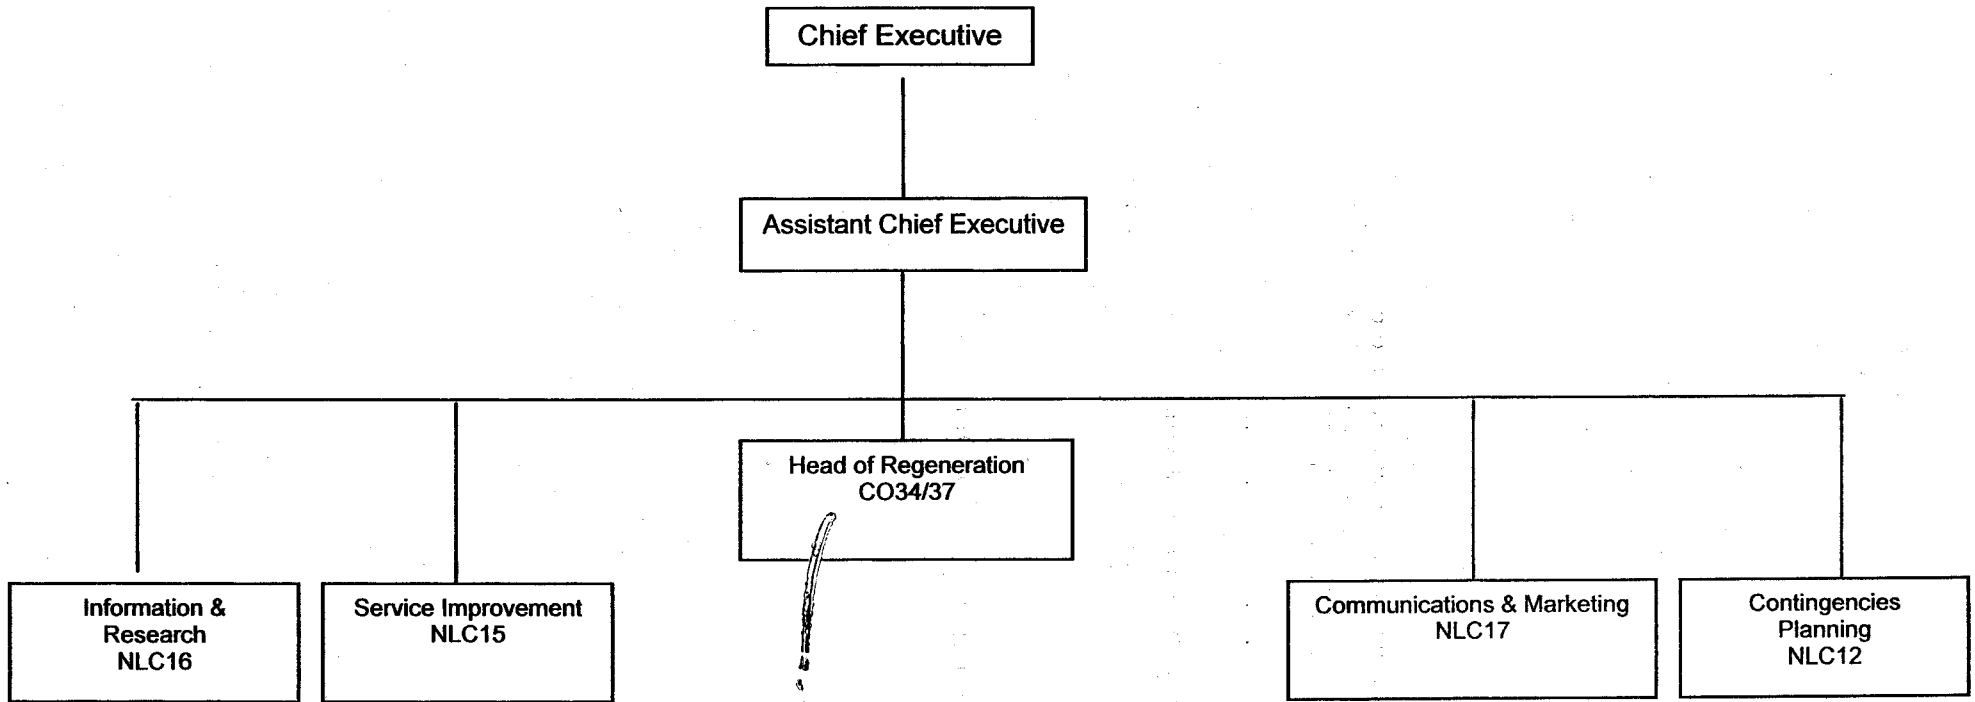 Chief Executive
Assistant Chief Executive
Head of Regeneration
CO34/37
Information &
Research
NLC16
Service Improvement
NLC15
Communications & Marketing
NLC17
Contingencies
Planning
NLC12